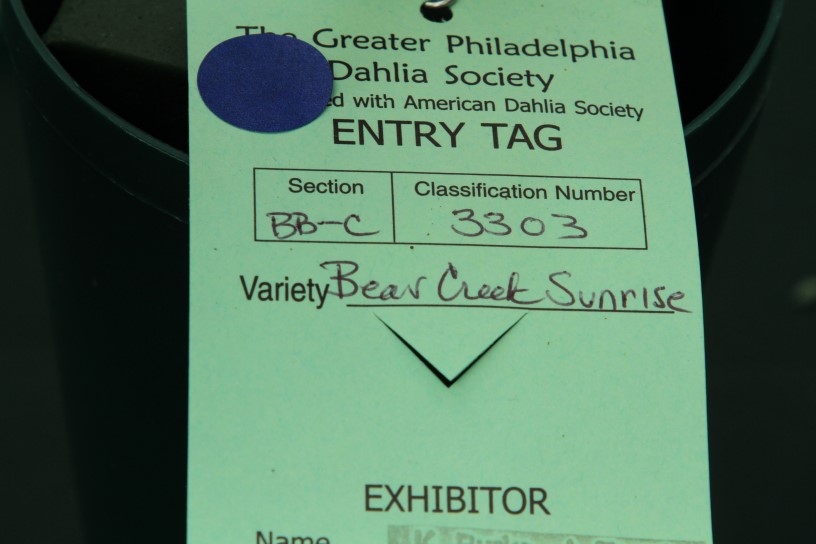 The Greater Philadelphia
Dahlia Society
ed with American Dahlia Society
ENTRY TAG
Section Classification Number
BB-C 3303
Variety Bear Creek Sunrise
EXHIBITOR
Name